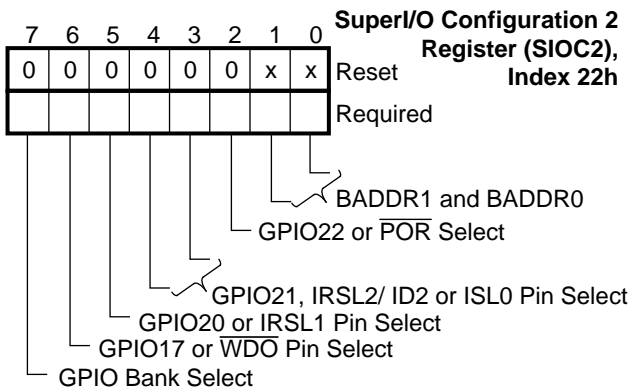 SuperI/O Configuration 2
Register (SIOC2),
Index 22h
7 6 5 4 3 2 1 0
0 0 0 0 0 0 x x Reset
Required
BADDR1 and BADDR0
GPIO22 or POR Select
GPIO21, IRSL2/ ID2 or ISL0 Pin Select
GPIO20 or IRSL1 Pin Select
GPIO17 or WDO Pin Select
GPIO Bank Select